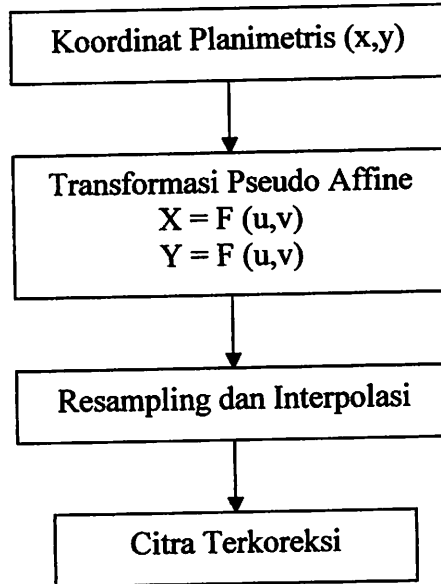 Koordinat Planimetris (x,y)
Transformasi Pseudo Affine
X = F (u,v)
Y = F (u,v)
Resampling dan Interpolasi
Citra Terkoreksi